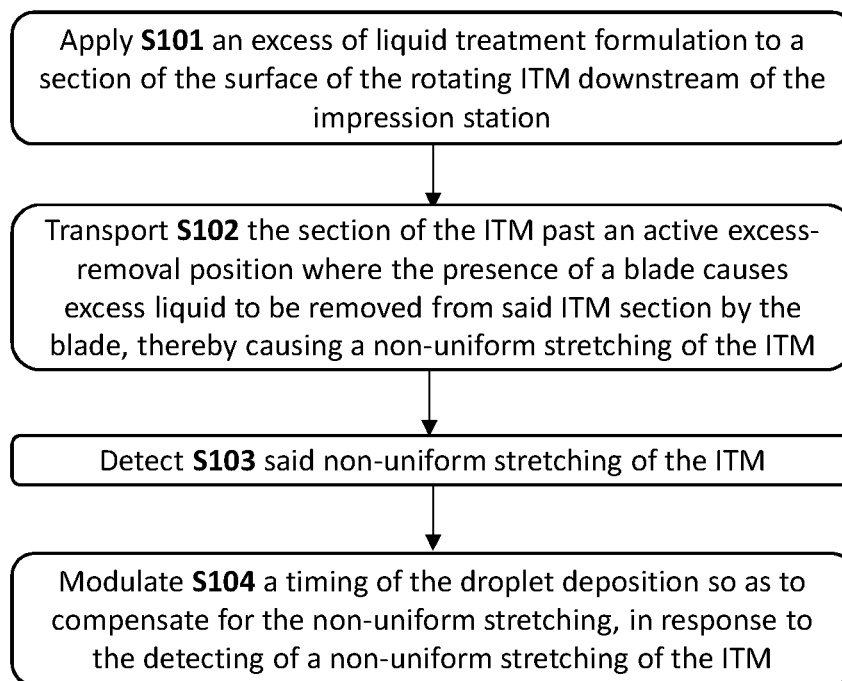 Apply S101 an excess of liquid treatment formulation to a
section of the surface of the rotating ITM downstream of the
impression station
Transport S102 the section of the ITM past an active excess-
removal position where the presence of a blade causes
excess liquid to be removed from said ITM section by the
blade, thereby causing a non-uniform stretching of the ITM
Detect S103 said non-uniform stretching of the ITM
Modulate S104 a timing of the droplet deposition so as to
compensate for the non-uniform stretching, in response to
the detecting of a non-uniform stretching of the ITM